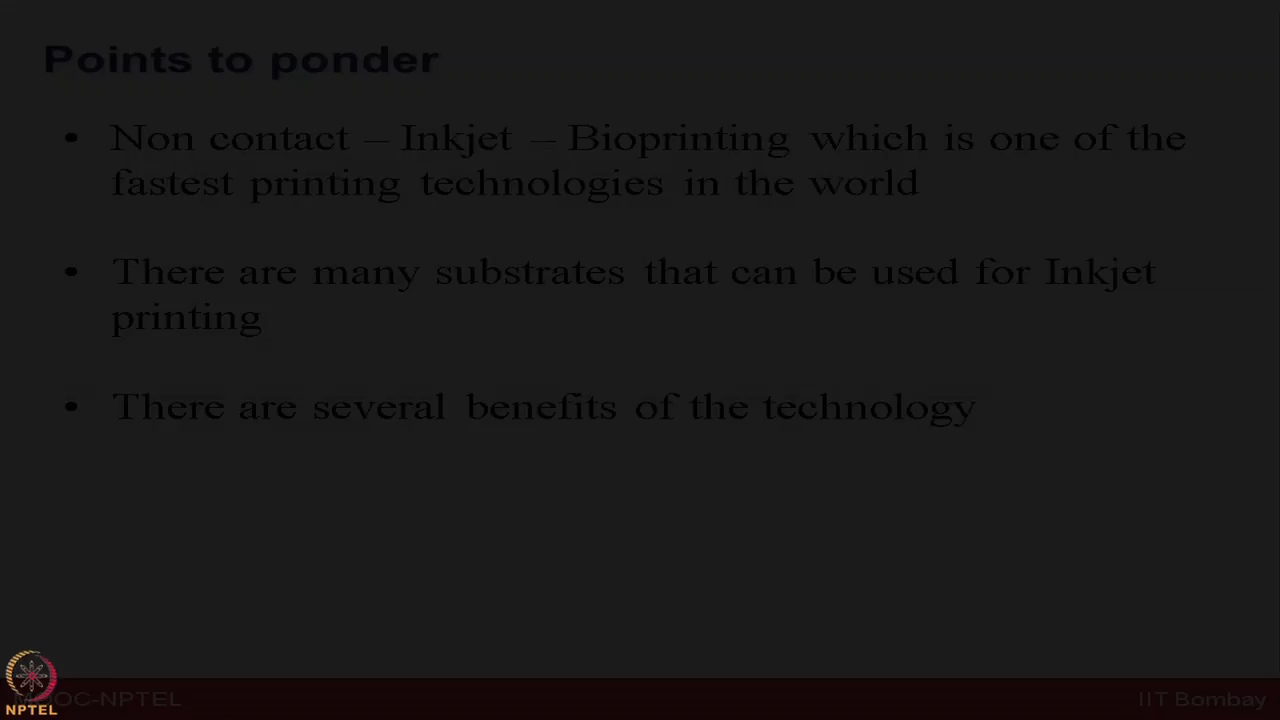 Points to ponder
• Non contact – Inkjet – Bioprinting which is one of the
fastest printing technologies in the world
• There are many substrates that can be used for Inkjet
printing
• There are several benefits of the technology
MOOC-NPTEL
IIT Bombay
NPTEL